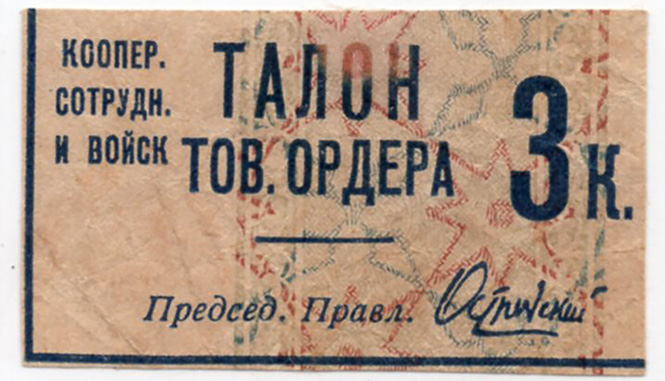 КООПЕР.
СОТРУДН.
И ВОЙСК
ТАЛОН
ТОВ. ОРДЕРА
3 К.
Председ. Правл.